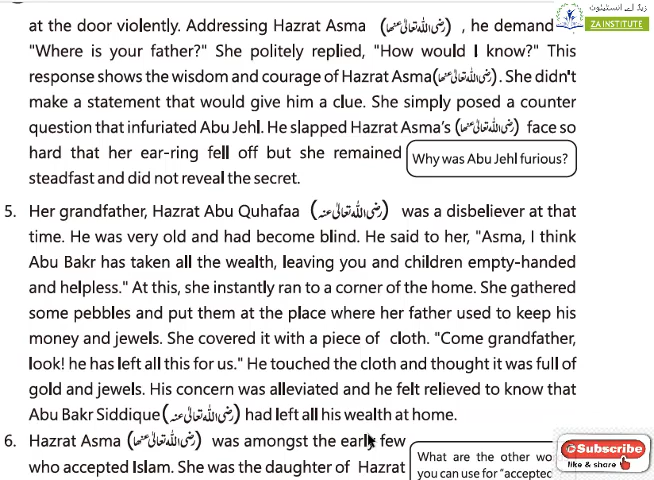 زیڈ اے انسٹیٹیوٹ
ZA INSTITUTE
at the door violently. Addressing Hazrat Asma (رضی اللہ تعالیٰ عنھا) , he demand
"Where is your father?" She politely replied, "How would I know?" This
response shows the wisdom and courage of Hazrat Asma(رضی اللہ تعالیٰ عنھا). She didn't
make a statement that would give him a clue. She simply posed a counter
question that infuriated Abu Jehl. He slapped Hazrat Asma's (رضی اللہ تعالیٰ عنھا) face so
hard that her ear-ring fell off but she remained
steadfast and did not reveal the secret.
Why was Abu Jehl furious?
5. Her grandfather, Hazrat Abu Quhafaa (رضی اللہ تعالیٰ عنہ) was a disbeliever at that
time. He was very old and had become blind. He said to her, "Asma, I think
Abu Bakr has taken all the wealth, leaving you and children empty-handed
and helpless." At this, she instantly ran to a corner of the home. She gathered
some pebbles and put them at the place where her father used to keep his
money and jewels. She covered it with a piece of cloth. "Come grandfather,
look! he has left all this for us." He touched the cloth and thought it was full of
gold and jewels. His concern was alleviated and he felt relieved to know that
Abu Bakr Siddique (رضی اللہ تعالیٰ عنہ) had left all his wealth at home.
6. Hazrat Asma (رضی اللہ تعالیٰ عنھا) was amongst the early few
who accepted Islam. She was the daughter of Hazrat
What are the other wo
you can use for "accepted
Subscribe
like & share